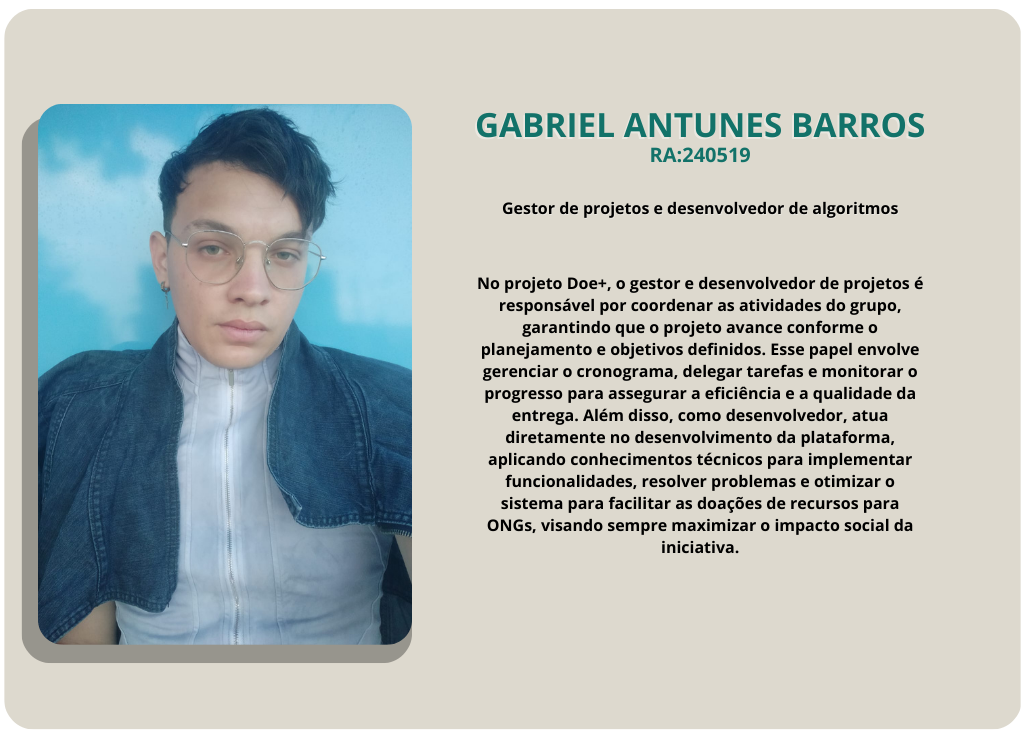 GABRIEL ANTUNES BARROS
RA:240519
Gestor de projetos e desenvolvedor de algoritmos
No projeto Doe+, o gestor e desenvolvedor de projetos é
responsável por coordenar as atividades do grupo,
garantindo que o projeto avance conforme o
planejamento e objetivos definidos. Esse papel envolve
gerenciar o cronograma, delegar tarefas e monitorar o
progresso para assegurar a eficiência e a qualidade da
entrega. Além disso, como desenvolvedor, atua
diretamente no desenvolvimento da plataforma,
aplicando conhecimentos técnicos para implementar
funcionalidades, resolver problemas e otimizar o
sistema para facilitar as doações de recursos para
ONGs, visando sempre maximizar o impacto social da
iniciativa.